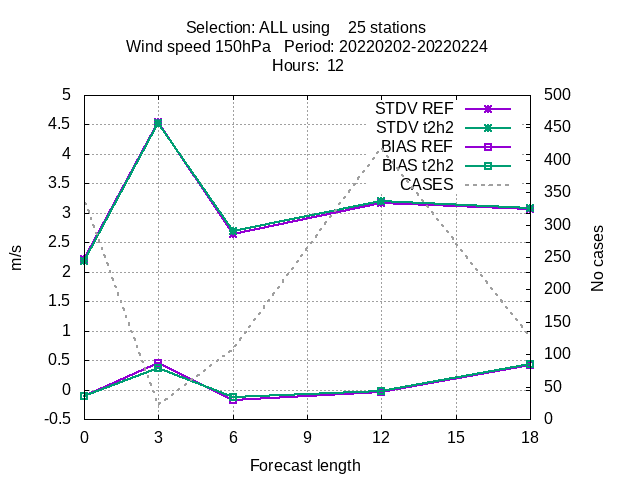 Selection: ALL using    25 stations
Wind speed 150hPa   Period: 20220202-20220224
Hours:  12
STDV REF
STDV t2h2
BIAS REF
BIAS t2h2
CASES
5
4.5
4
3.5
3
2.5
2
1.5
1
0.5
0
-0.5
m/s
500
450
400
350
300
250
200
150
100
50
0
No cases
0 3 6 9 12 15 18
Forecast length